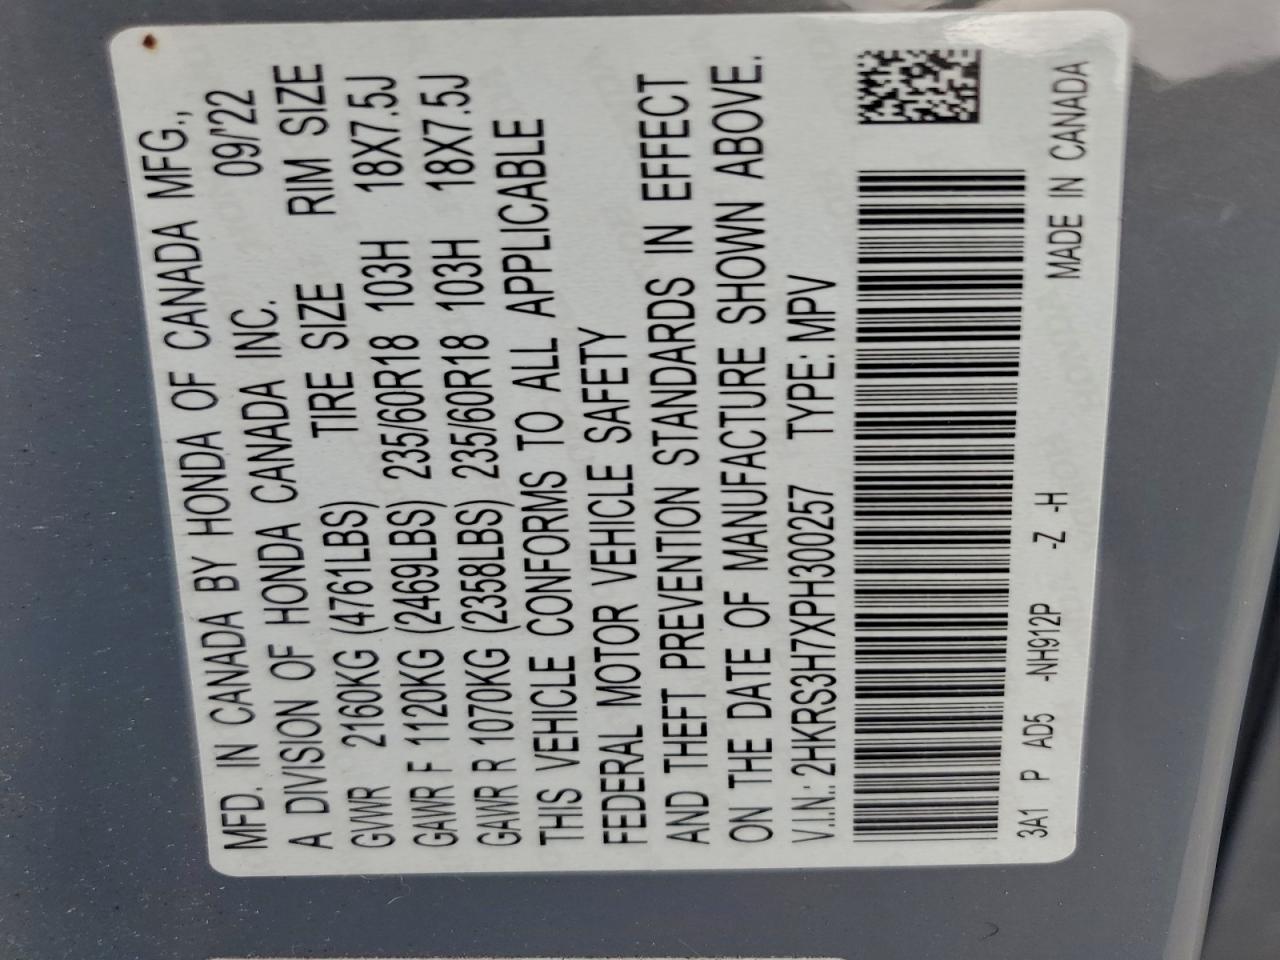 MFD. IN CANADA BY HONDA OF CANADA MFG.,
A DIVISION OF HONDA CANADA INC. 09/'22
TIRE SIZE RIM SIZE
GVWR 2160KG (4761LBS)
GAWR F 1120KG (2469LBS) 235/60R18 103H 18X7.5J
GAWR R 1070KG (2358LBS) 235/60R18 103H 18X7.5J
THIS VEHICLE CONFORMS TO ALL APPLICABLE
FEDERAL MOTOR VEHICLE SAFETY
AND THEFT PREVENTION STANDARDS IN EFFECT
ON THE DATE OF MANUFACTURE SHOWN ABOVE.
V.I.N.: 2HKRS3H7XPH300257 TYPE: MPV
3A1 P AD5 -NH912P -Z -H MADE IN CANADA